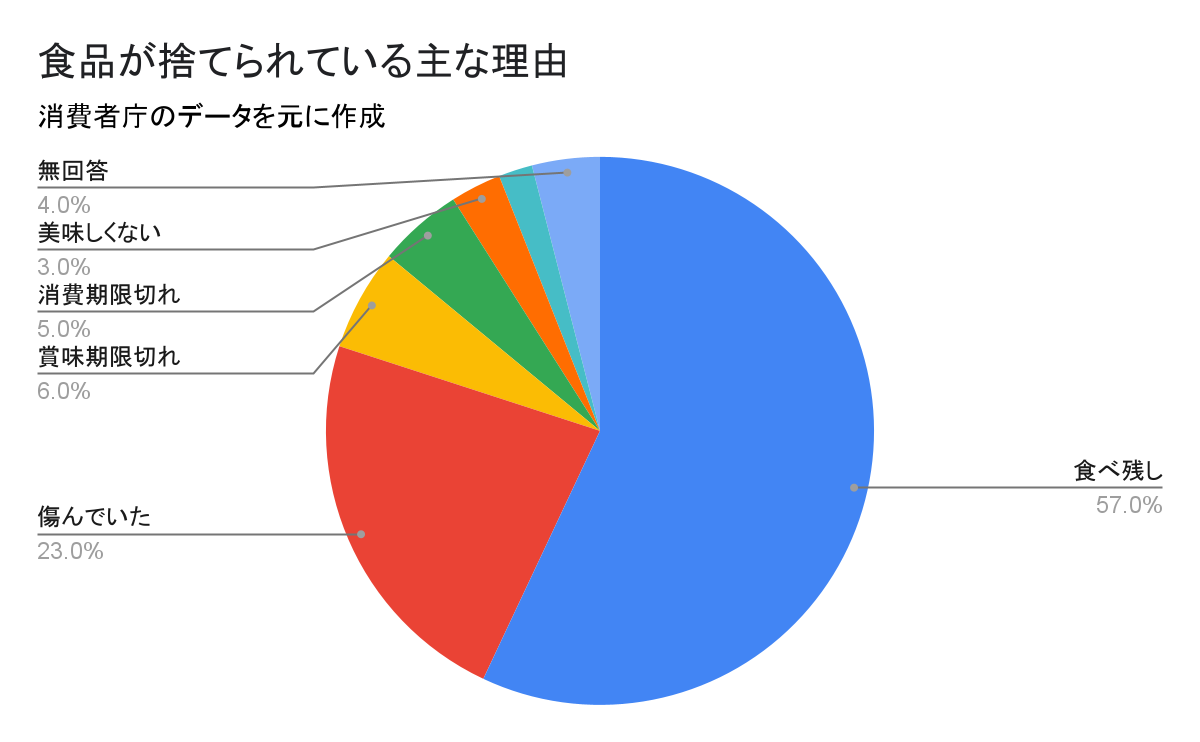 食品が捨てられている主な理由
消費者庁のデータを元に作成
無回答
4.0%
美味しくない
3.0%
消費期限切れ
5.0%
賞味期限切れ
6.0%
傷んでいた
23.0%
食べ残し
57.0%